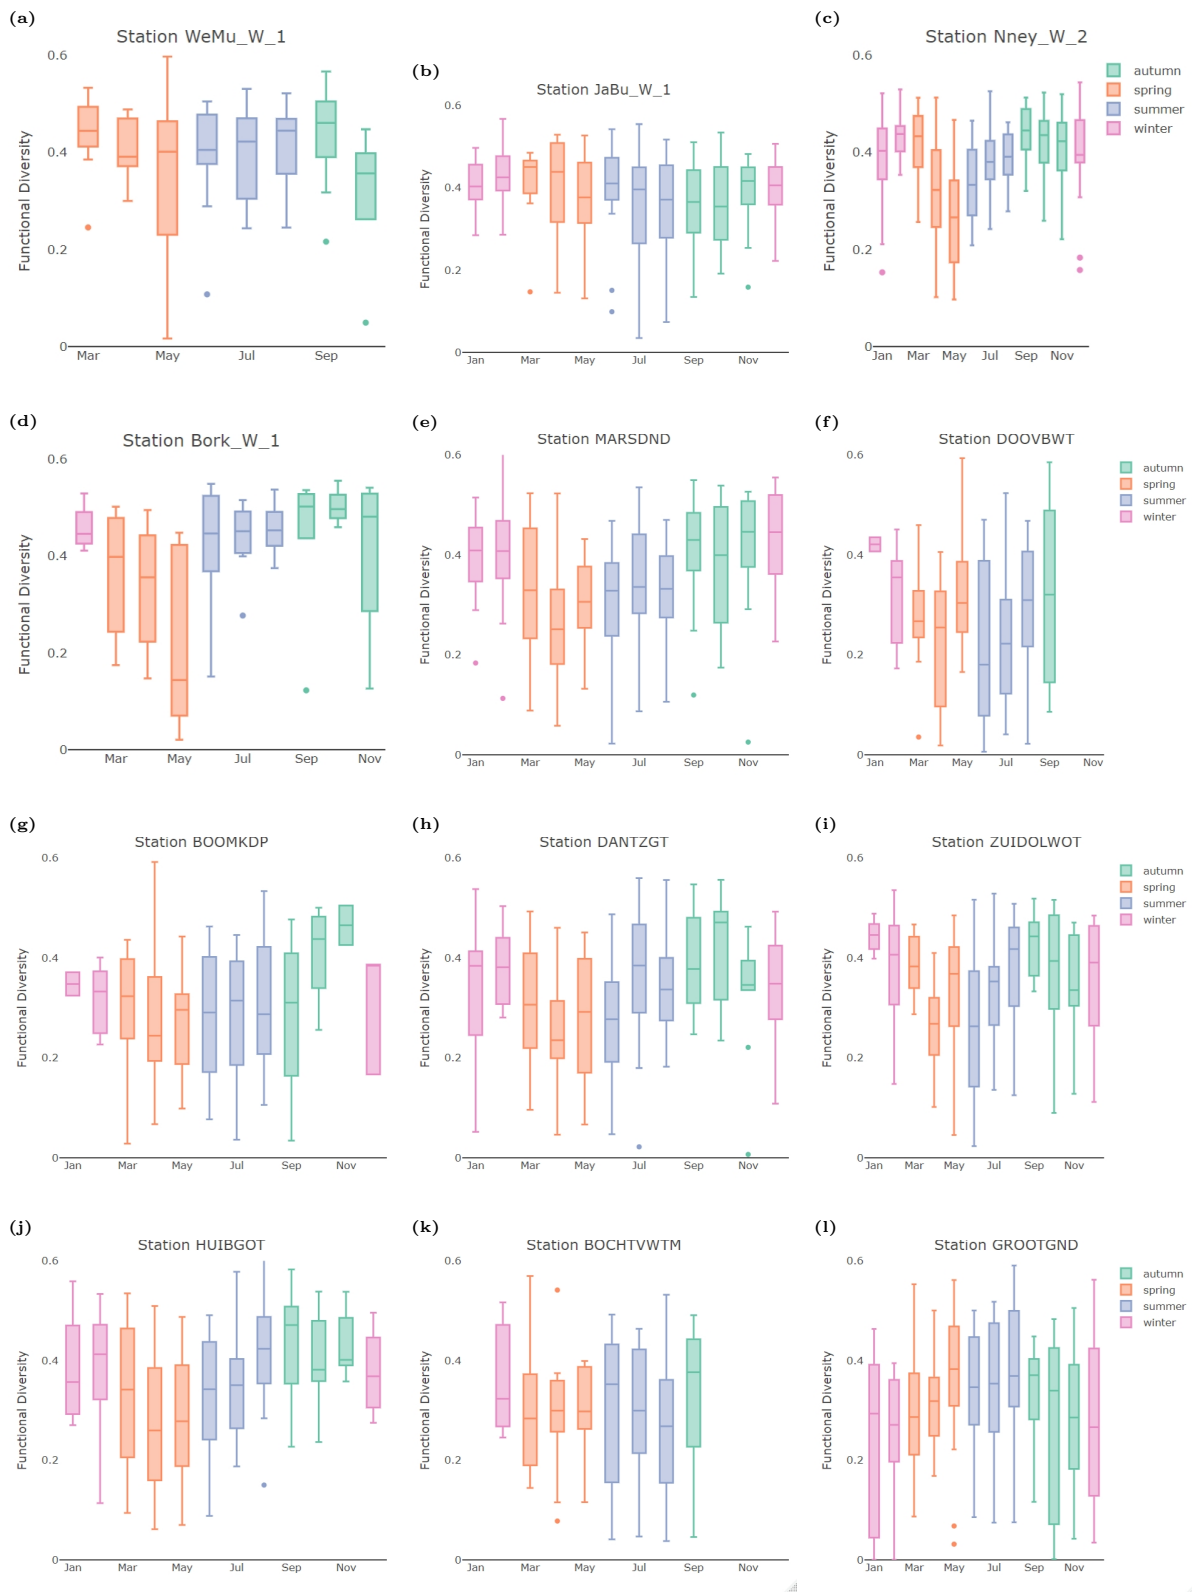 (a)
Station WeMu_W_1
Functional Diversity
0.6
0.4
0.2
0
Mar May Jul Sep
(b)
Station JaBu_W_1
Functional Diversity
0.6
0.4
0.2
0
Jan Mar May Jul Sep Nov
(c)
Station Nney_W_2
Functional Diversity
0.6
0.4
0.2
0
Jan Mar May Jul Sep Nov
autumn
spring
summer
winter
(d)
Station Bork_W_1
Functional Diversity
0.6
0.4
0.2
0
Mar May Jul Sep Nov
(e)
Station MARSDND
Functional Diversity
0.6
0.4
0.2
0
Jan Mar May Jul Sep Nov
(f)
Station DOOVBWT
Functional Diversity
0.6
0.4
0.2
0
Jan Mar May Jul Sep Nov
autumn
spring
summer
winter
(g)
Station BOOMKDP
Functional Diversity
0.6
0.4
0.2
0
Jan Mar May Jul Sep Nov
(h)
Station DANTZGT
Functional Diversity
0.6
0.4
0.2
0
Jan Mar May Jul Sep Nov
(i)
Station ZUIDOLWOT
Functional Diversity
0.6
0.4
0.2
0
Jan Mar May Jul Sep Nov
autumn
spring
summer
winter
(j)
Station HUIBGOT
Functional Diversity
0.6
0.4
0.2
0
Jan Mar May Jul Sep Nov
(k)
Station BOCHTVWTM
Functional Diversity
0.6
0.4
0.2
0
Jan Mar May Jul Sep Nov
(l)
Station GROOTGND
Functional Diversity
0.6
0.4
0.2
0
Jan Mar May Jul Sep Nov
autumn
spring
summer
winter